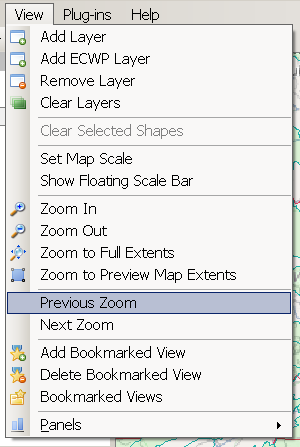 View Plug-ins Help
Add Layer
Add ECWP Layer
Remove Layer
Clear Layers
Clear Selected Shapes
Set Map Scale
Show Floating Scale Bar
Zoom In
Zoom Out
Zoom to Full Extents
Zoom to Preview Map Extents
Previous Zoom
Next Zoom
Add Bookmarked View
Delete Bookmarked View
Bookmarked Views
Panels